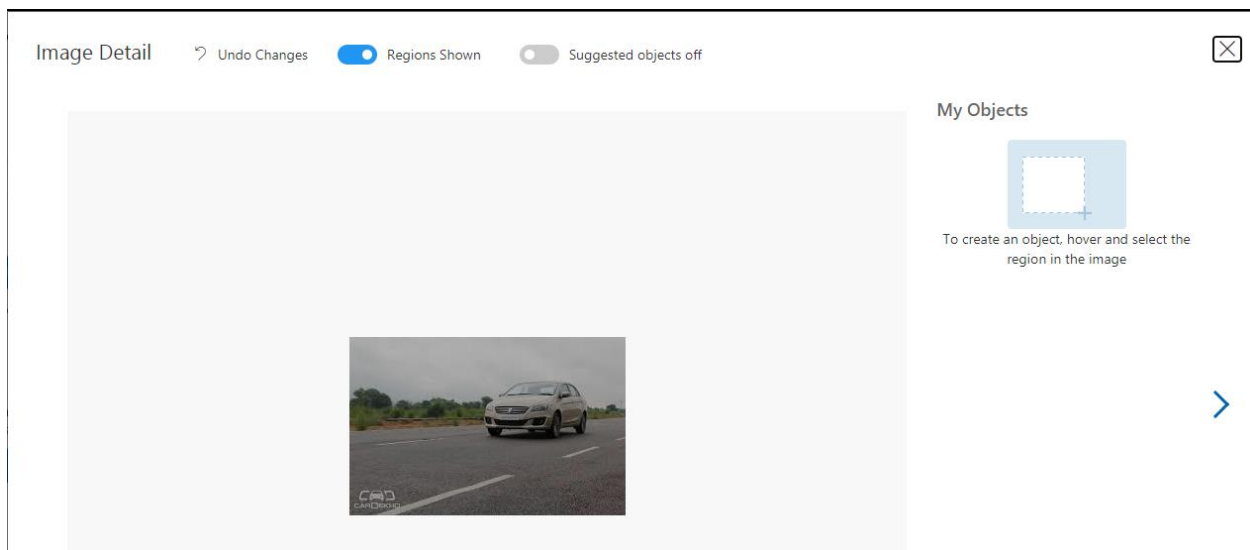 Image Detail
Undo Changes
Regions Shown
Suggested objects off
My Objects
To create an object, hover and select the
region in the image
CARDEKHO